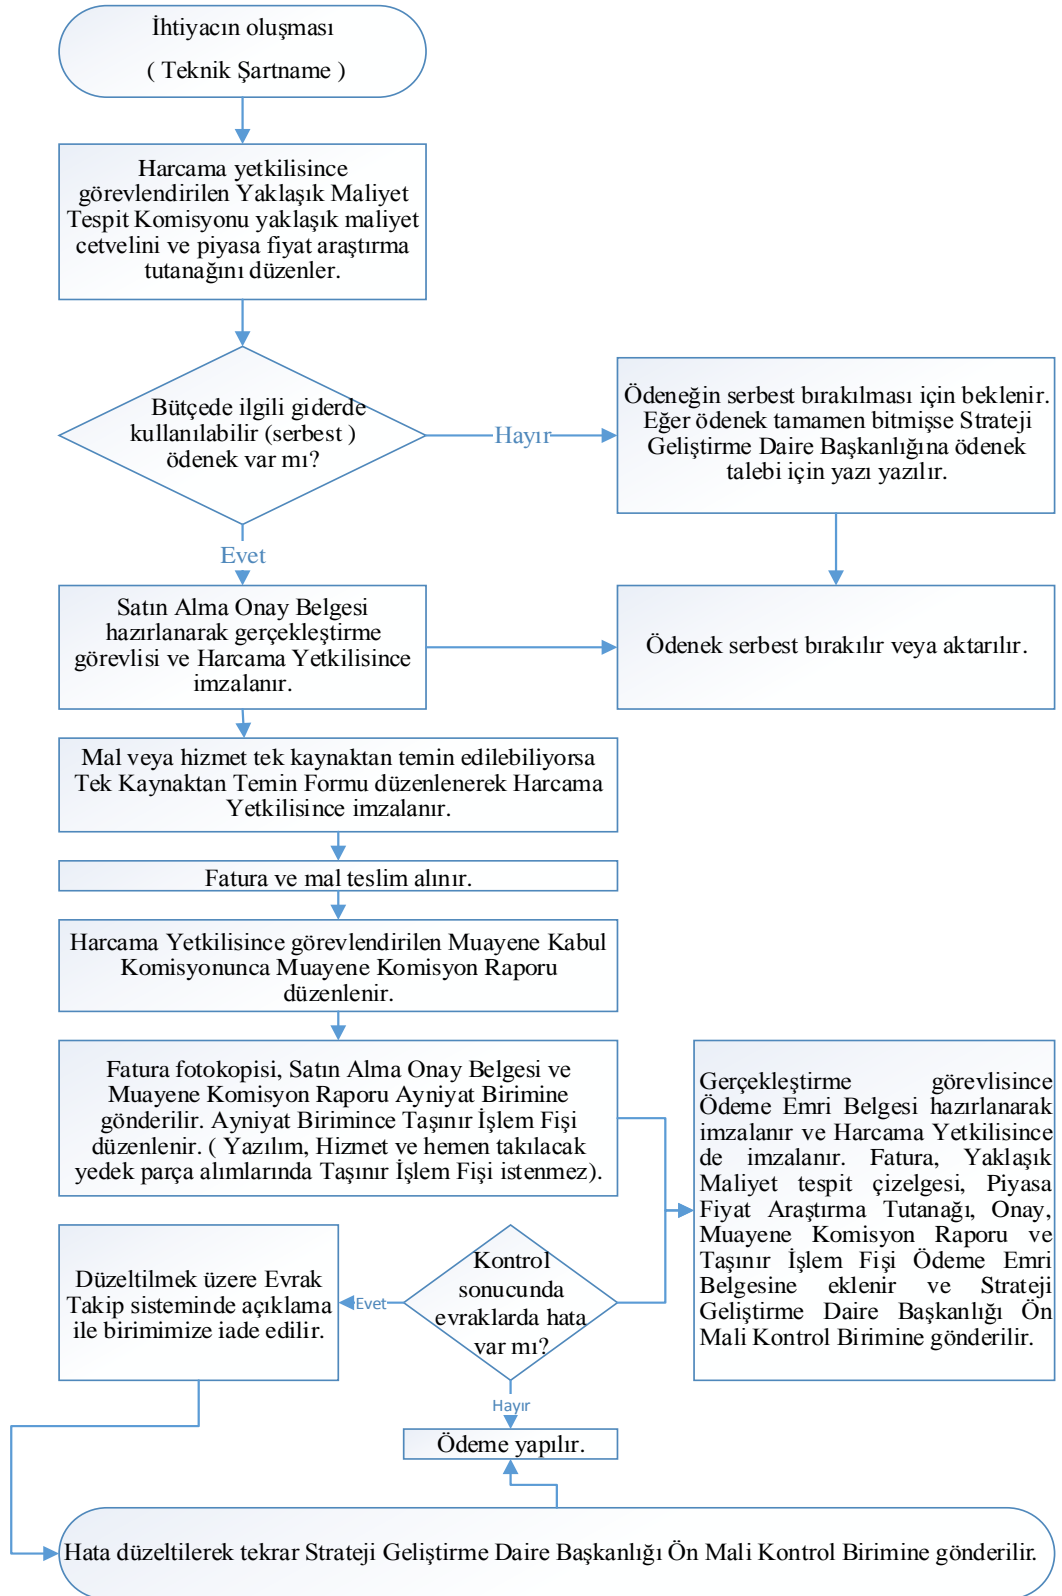 İhtiyacın oluşması
( Teknik Şartname )
Harcama yetkilisince
görevlendirilen Yaklaşık Maliyet
Tespit Komisyonu yaklaşık maliyet
cetvelini ve piyasa fiyat araştırma
tutanağını düzenler.
Bütçede ilgili giderde
kullanılabilir (serbest )
ödenek var mı?
Hayır
Ödeneğin serbest bırakılması için beklenir.
Eğer ödenek tamamen bitmişse Strateji
Geliştirme Daire Başkanlığına ödenek
talebi için yazı yazılır.
Evet
Satın Alma Onay Belgesi
hazırlanarak gerçekleştirme
görevlisi ve Harcama Yetkilisince
imzalanır.
Ödenek serbest bırakılır veya aktarılır.
Mal veya hizmet tek kaynaktan temin edilebiliyorsa
Tek Kaynaktan Temin Formu düzenlenerek Harcama
Yetkilisince imzalanır.
Fatura ve mal teslim alınır.
Harcama Yetkilisince görevlendirilen Muayene Kabul
Komisyonunca Muayene Komisyon Raporu
düzenlenir.
Fatura fotokopisi, Satın Alma Onay Belgesi ve
Muayene Komisyon Raporu Ayniyat Birimine
gönderilir. Ayniyat Birimince Taşınır İşlem Fişi
düzenlenir. ( Yazılım, Hizmet ve hemen takılacak
yedek parça alımlarında Taşınır İşlem Fişi istenmez).
Gerçekleştirme görevlisince
Ödeme Emri Belgesi hazırlanarak
imzalanır ve Harcama Yetkilisince
de imzalanır. Fatura, Yaklaşık
Maliyet tespit çizelgesi, Piyasa
Fiyat Araştırma Tutanağı, Onay,
Muayene Komisyon Raporu ve
Taşınır İşlem Fişi Ödeme Emri
Belgesine eklenir ve Strateji
Geliştirme Daire Başkanlığı Ön
Mali Kontrol Birimine gönderilir.
Kontrol
sonucunda
evraklarda hata
var mı?
Evet
Düzeltilmek üzere Evrak
Takip sisteminde açıklama
ile birimimize iade edilir.
Hayır
Ödeme yapılır.
Hata düzeltilerek tekrar Strateji Geliştirme Daire Başkanlığı Ön Mali Kontrol Birimine gönderilir.